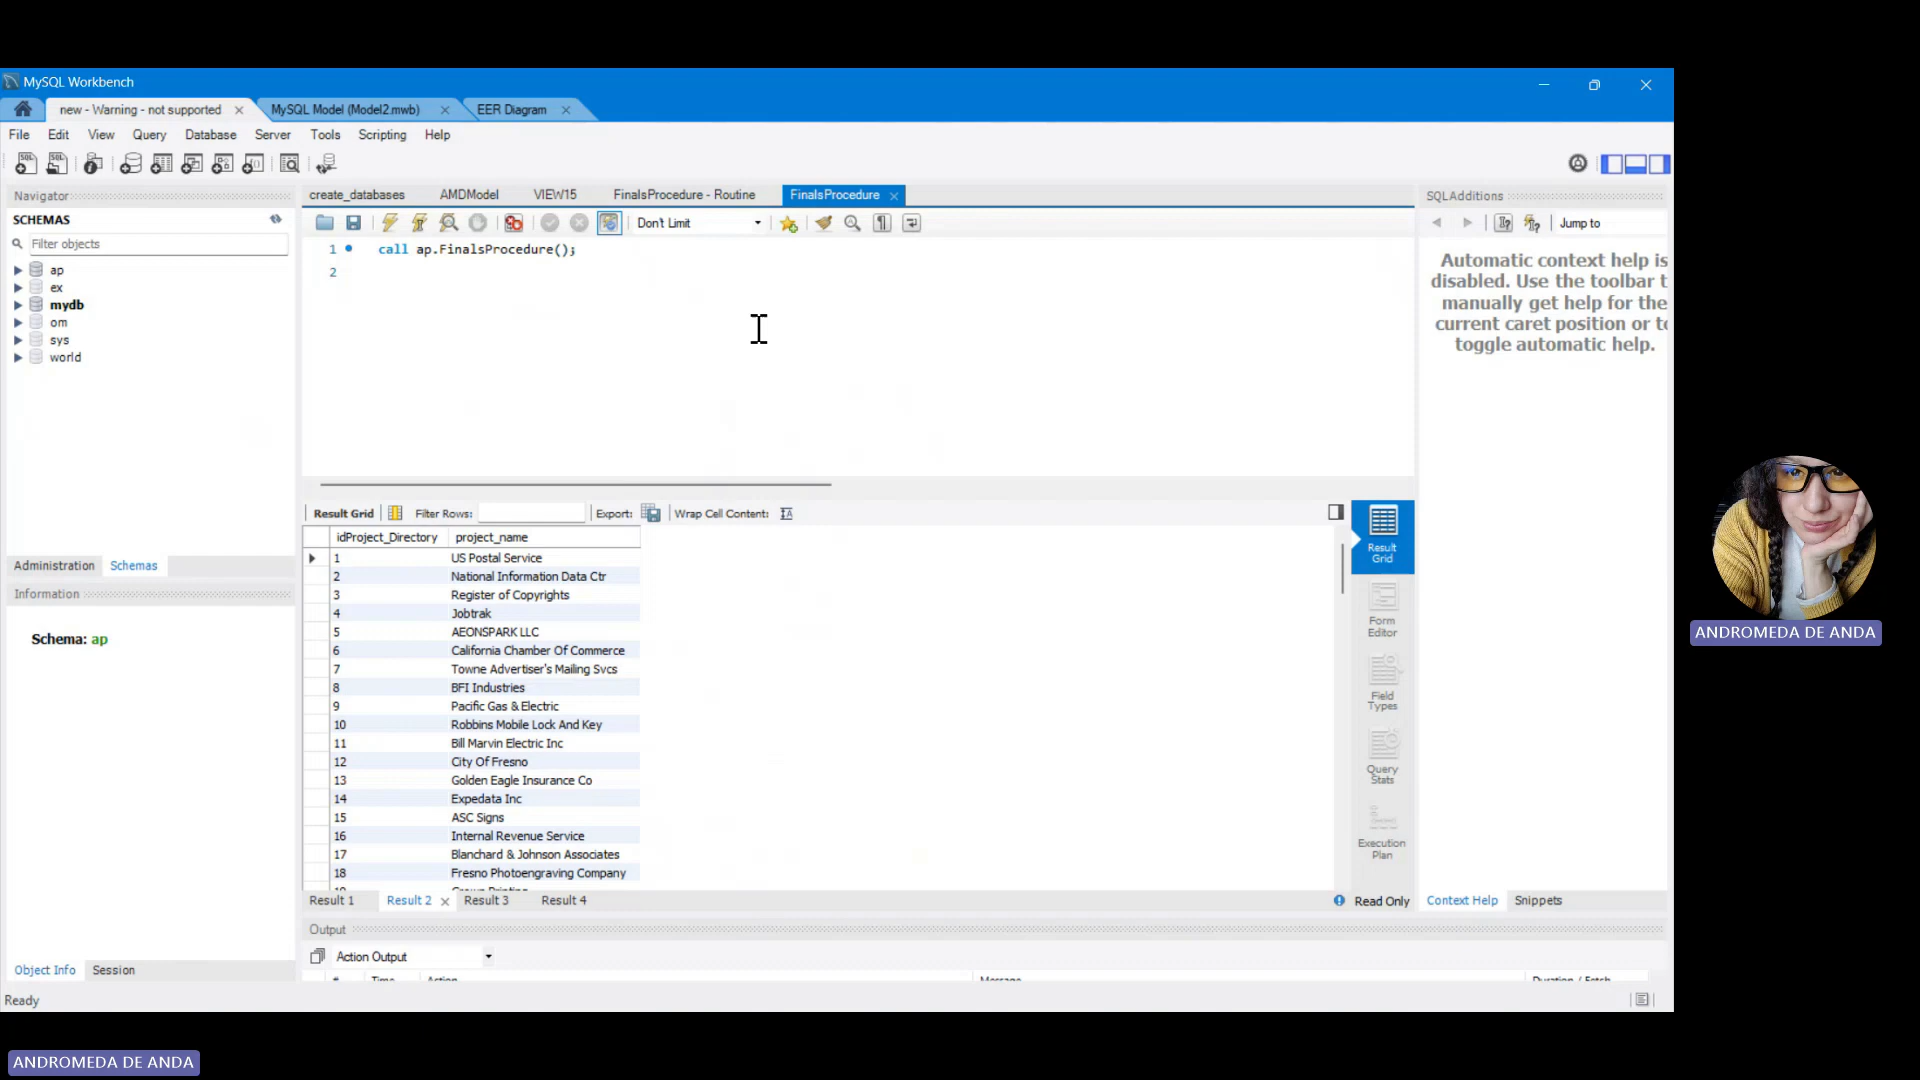 MySQL Workbench
new - Warning - not supported
MySQL Model (Model2.mwb)
EER Diagram
File Edit View Query Database Server Tools Scripting Help
Navigator
SCHEMAS
Filter objects
ap
ex
mydb
om
sys
world
Administration Schemas
Information
Schema: ap
Object Info Session
Ready
create_databases AMDModel VIEW15 FinalsProcedure - Routine FinalsProcedure
Don't Limit
1 call ap.FinalsProcedure();
2
Result Grid Filter Rows: Export: Wrap Cell Content:
idProject_Directory project_name
1 US Postal Service
2 National Information Data Ctr
3 Register of Copyrights
4 Jobtrak
5 AEONSPARK LLC
6 California Chamber Of Commerce
7 Towne Advertiser's Mailing Svcs
8 BFI Industries
9 Pacific Gas & Electric
10 Robbins Mobile Lock And Key
11 Bill Marvin Electric Inc
12 City Of Fresno
13 Golden Eagle Insurance Co
14 Expedata Inc
15 ASC Signs
16 Internal Revenue Service
17 Blanchard & Johnson Associates
18 Fresno Photoengraving Company
Result 1 Result 2 Result 3 Result 4
Read Only
Result
Grid
Form
Editor
Field
Types
Query
Stats
Execution
Plan
Output
Action Output
# Time Action Message Duration / Fetch
SQLAdditions
Jump to
Automatic context help is
disabled. Use the toolbar t
manually get help for the
current caret position or to
toggle automatic help.
Context Help Snippets
ANDROMEDA DE ANDA
ANDROMEDA DE ANDA